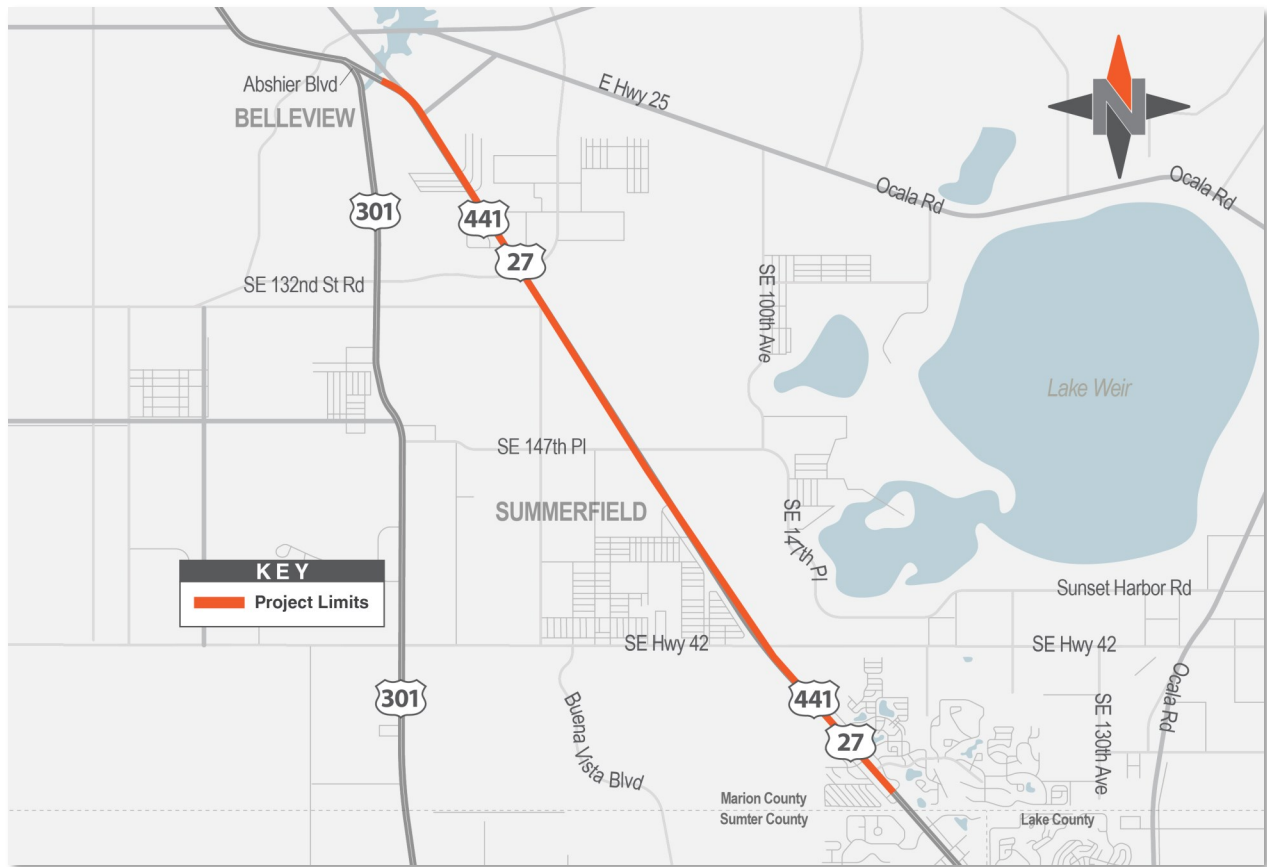 Abshier Blvd
BELLEVIEW
E Hwy 25
N
Ocala Rd
Ocala Rd
301
441
27
SE 132nd St Rd
SE 100th Ave
Lake Weir
SE 147th Pl
SUMMERFIELD
SE 147th Pl
KEY
Project Limits
Sunset Harbor Rd
SE Hwy 42
SE Hwy 42
301
441
27
Buena Vista Blvd
SE 130th Ave
Ocala Rd
Marion County
Sumter County
Lake County